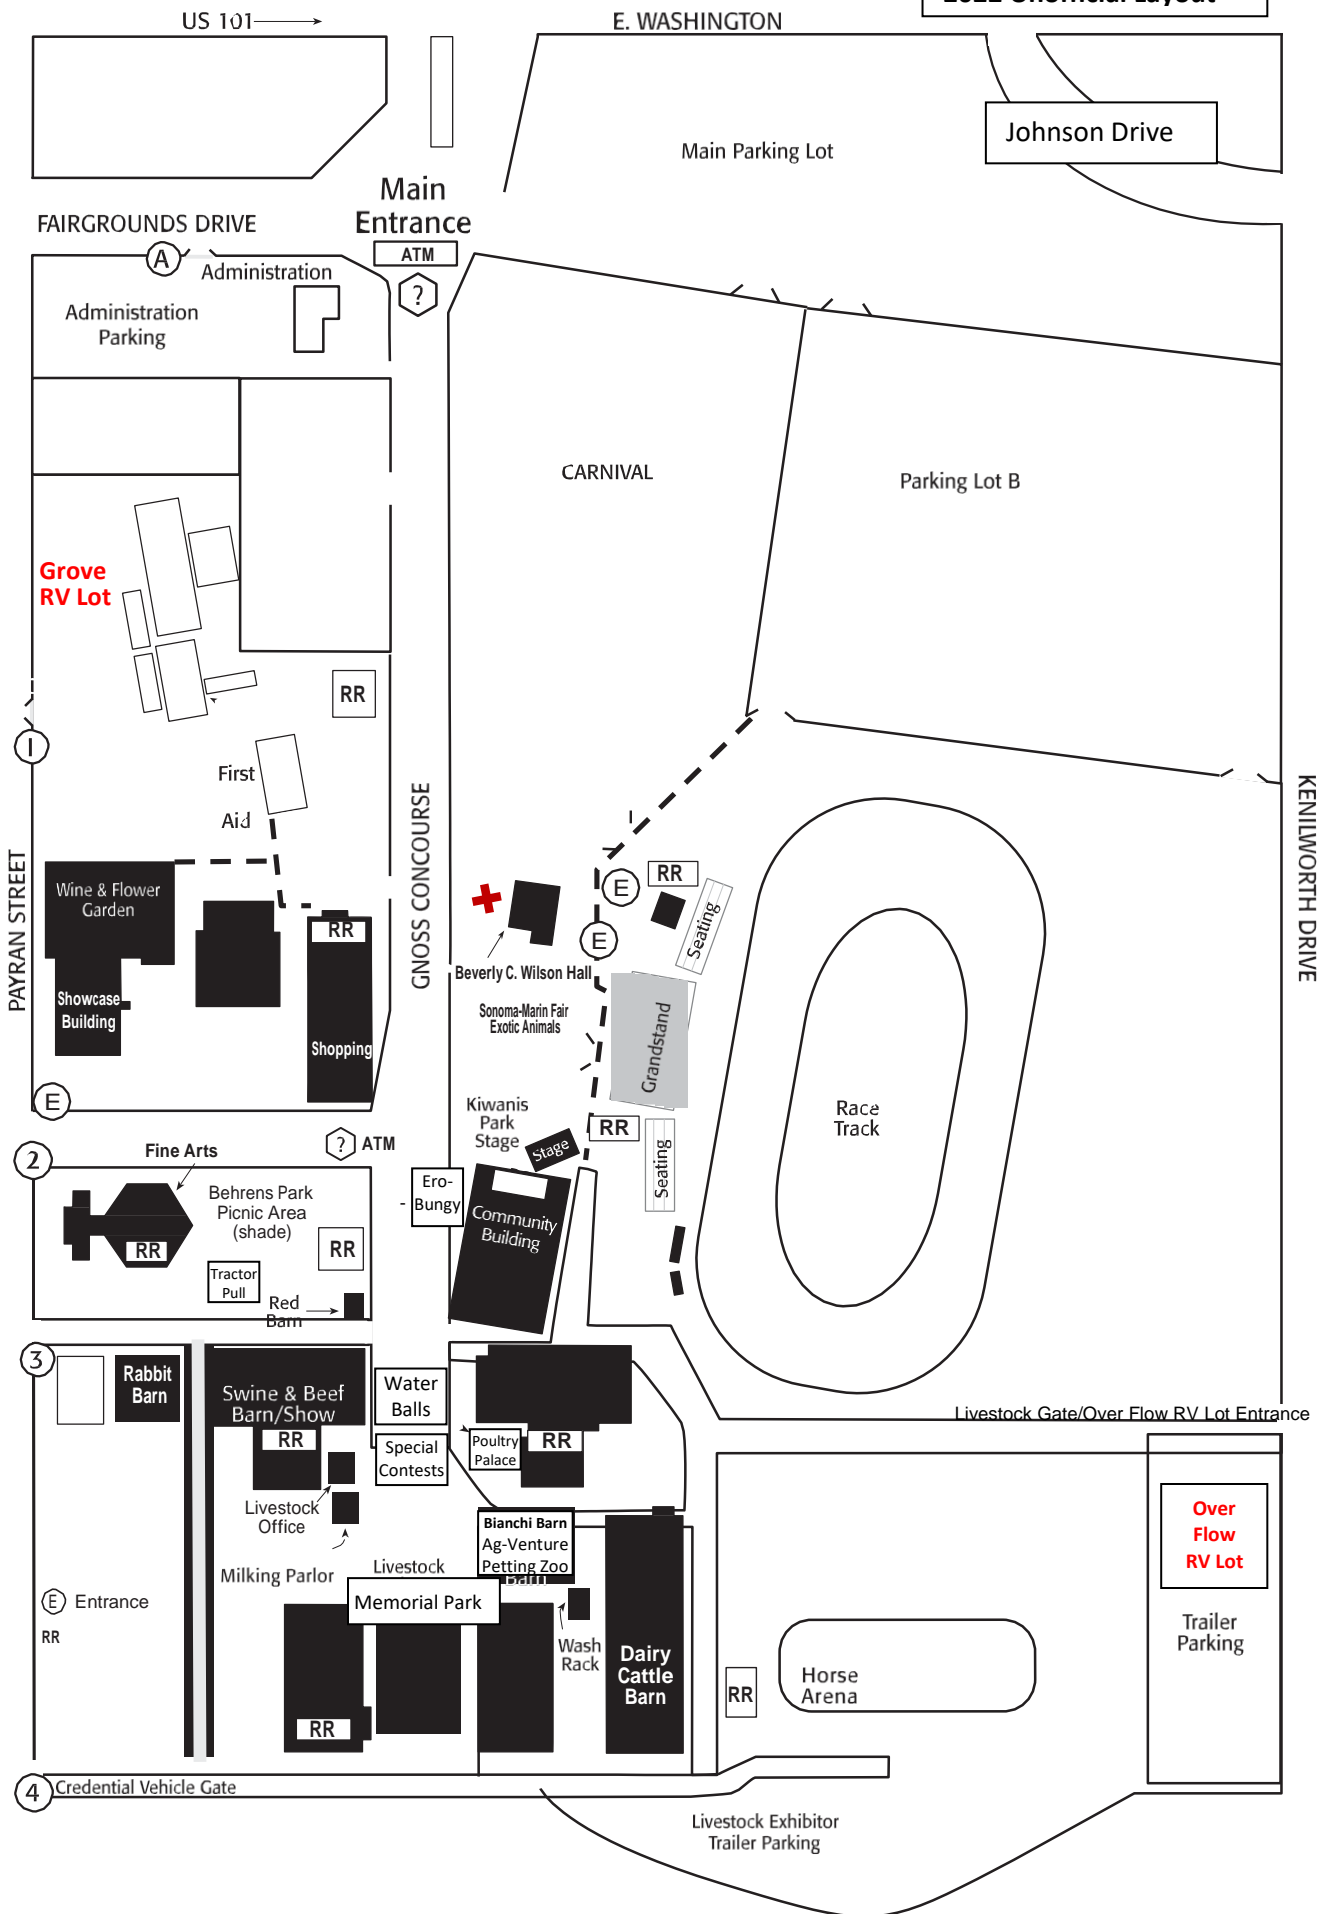 2022 Unofficial Layout
US 101
E. WASHINGTON
Johnson Drive
Main Parking Lot
Main
Entrance
FAIRGROUNDS DRIVE
ATM
A
Administration
?
Administration
Parking
CARNIVAL
Parking Lot B
Grove
RV Lot
RR
I
First
Aid
GNOSS CONCOURSE
KENILWORTH DRIVE
PAYRAN STREET
Wine & Flower
Garden
RR
E
RR
Seating
E
Beverly C. Wilson Hall
Showcase
Building
Sonoma-Marin Fair
Exotic Animals
Shopping
Grandstand
E
Kiwanis
Park
Stage
Stage
RR
Race
Track
? ATM
2
Fine Arts
Seating
Ero-
- Bungy
Behrens Park
Picnic Area
(shade)
Community
Building
RR
RR
Tractor
Pull
Red
Barn
3
Rabbit
Barn
Swine & Beef
Barn/Show
Water
Balls
Livestock Gate/Over Flow RV Lot Entrance
RR
Special
Contests
Poultry
Palace
RR
Livestock
Office
Over
Flow
RV Lot
Bianchi Barn
Ag-Venture
Petting Zoo
Barn
Milking Parlor
Livestock
Memorial Park
E Entrance
RR
Wash
Rack
Dairy
Cattle
Barn
Trailer
Parking
Horse
Arena
RR
RR
4
Credential Vehicle Gate
Livestock Exhibitor
Trailer Parking